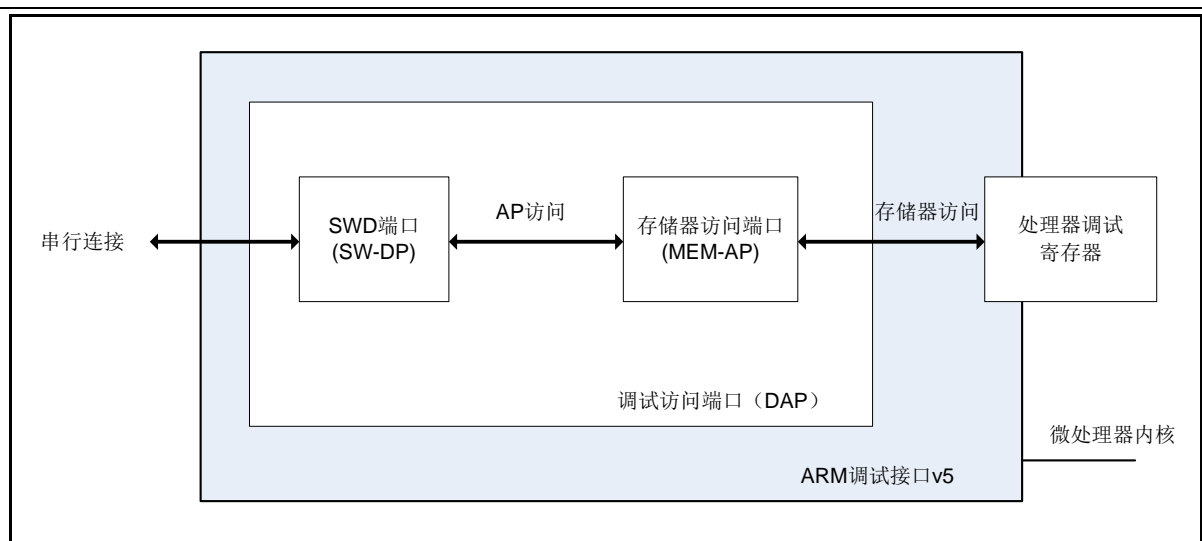 串行连接
SWD端口
(SW-DP)
AP访问
存储器访问端口
(MEM-AP)
存储器访问
处理器调试
寄存器
调试访问端口（DAP）
微处理器内核
ARM调试接口v5